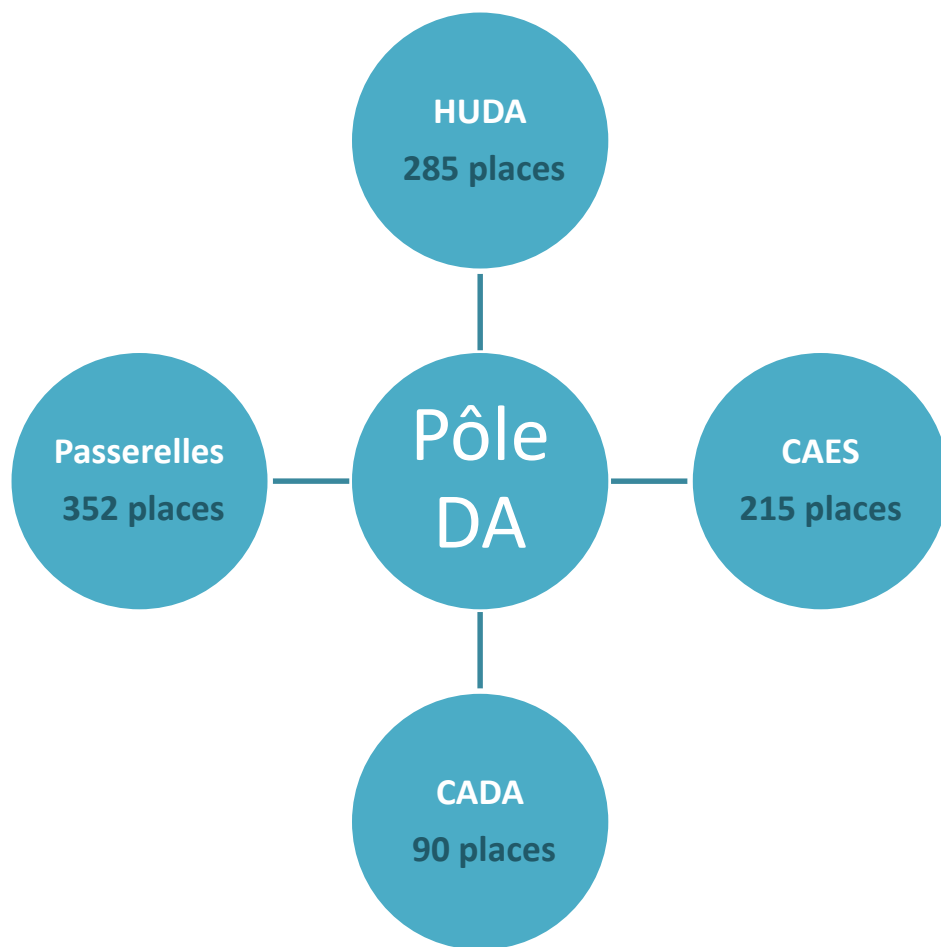 HUDA
285 places
Passerelles
352 places
Pôle
DA
CAES
215 places
CADA
90 places